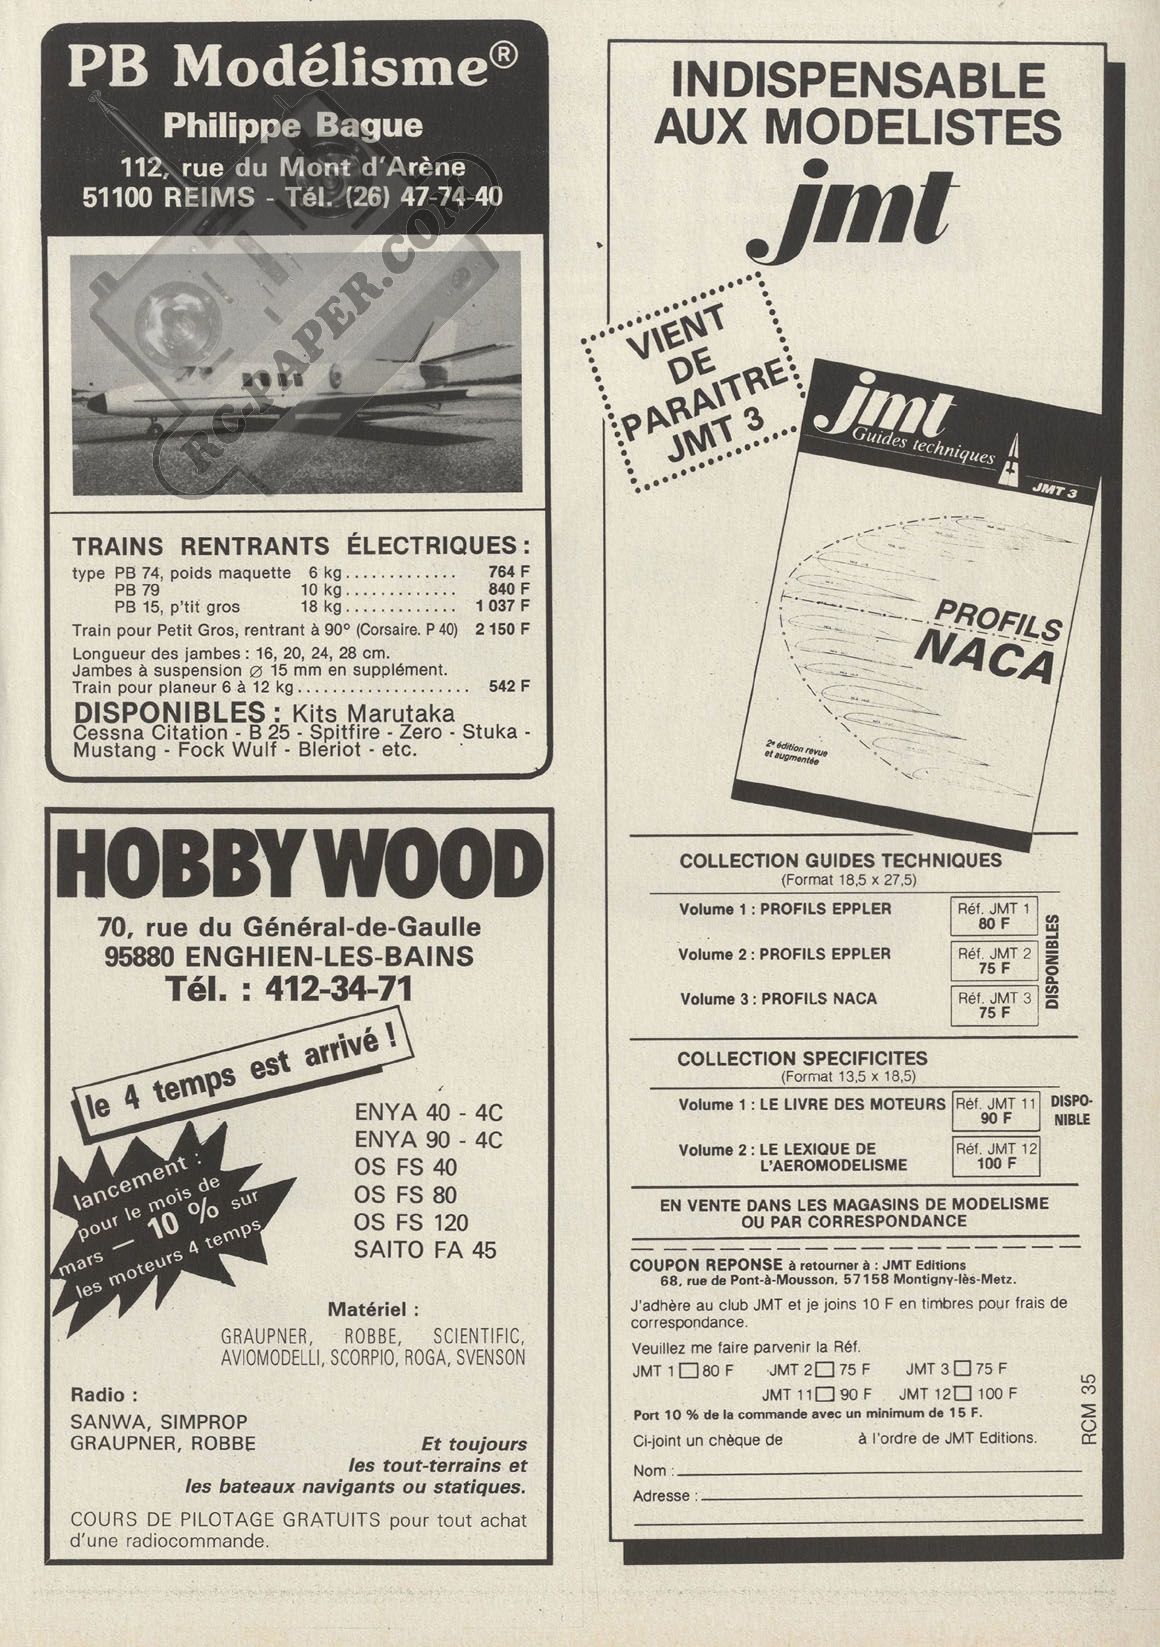 PB Modélisme®
Philippe Bague
112, rue du Mont d'Arène
51100 REIMS - Tél. (26) 47-74-40
RC-PAPER.COM
TRAINS RENTRANTS ÉLECTRIQUES :
type PB 74, poids maquette 6 kg ............. 764 F
PB 79 10 kg ............. 840 F
PB 15, p'tit gros 18 kg ............. 1 037 F
Train pour Petit Gros, rentrant à 90° (Corsaire. P 40) 2 150 F
Longueur des jambes : 16, 20, 24, 28 cm.
Jambes à suspension ∅ 15 mm en supplément.
Train pour planeur 6 à 12 kg .................... 542 F
DISPONIBLES : Kits Marutaka
Cessna Citation - B 25 - Spitfire - Zero - Stuka -
Mustang - Fock Wulf - Blériot - etc.
HOBBY WOOD
70, rue du Général-de-Gaulle
95880 ENGHIEN-LES-BAINS
Tél. : 412-34-71
le 4 temps est arrivé !
lancement :
pour le mois de
mars — 10 % sur
les moteurs 4 temps
ENYA 40 - 4C
ENYA 90 - 4C
OS FS 40
OS FS 80
OS FS 120
SAITO FA 45
Matériel :
GRAUPNER, ROBBE, SCIENTIFIC,
AVIOMODELLI, SCORPIO, ROGA, SVENSON
Radio :
SANWA, SIMPROP
GRAUPNER, ROBBE
Et toujours
les tout-terrains et
les bateaux navigants ou statiques.
COURS DE PILOTAGE GRATUITS pour tout achat
d'une radiocommande.
INDISPENSABLE
AUX MODELISTES
jmt
VIENT
DE
PARAITRE
JMT 3
jmt
Guides techniques
JMT 3
PROFILS
NACA
2e édition revue
et augmentée
COLLECTION GUIDES TECHNIQUES
(Format 18,5 x 27,5)
Volume 1 : PROFILS EPPLER Réf. JMT 1
80 F
Volume 2 : PROFILS EPPLER Réf. JMT 2
75 F
Volume 3 : PROFILS NACA Réf. JMT 3
75 F
DISPONIBLES
COLLECTION SPECIFICITES
(Format 13,5 x 18,5)
Volume 1 : LE LIVRE DES MOTEURS Réf. JMT 11 DISPO-
90 F NIBLE
Volume 2 : LE LEXIQUE DE Réf. JMT 12
L'AEROMODELISME 100 F
EN VENTE DANS LES MAGASINS DE MODELISME
OU PAR CORRESPONDANCE
COUPON REPONSE à retourner à : JMT Editions
68, rue de Pont-à-Mousson, 57158 Montigny-lès-Metz.
J'adhère au club JMT et je joins 10 F en timbres pour frais de
correspondance.
Veuillez me faire parvenir la Réf.
JMT 1 □ 80 F JMT 2 □ 75 F JMT 3 □ 75 F
JMT 11 □ 90 F JMT 12 □ 100 F
Port 10 % de la commande avec un minimum de 15 F.
Ci-joint un chèque de à l'ordre de JMT Editions.
Nom :
Adresse :
RCM 35